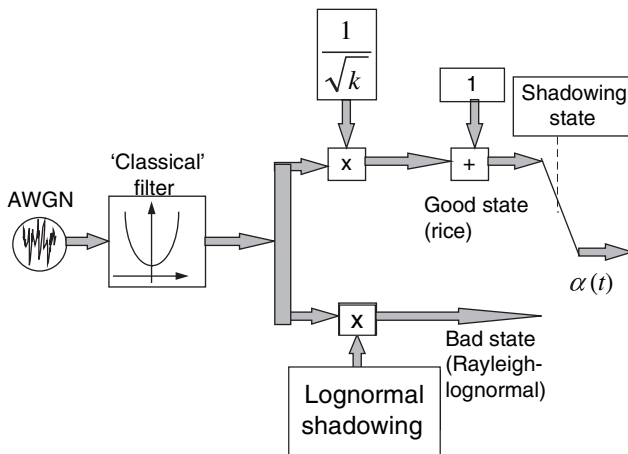 1
√k
1
Shadowing
state
'Classical'
filter
x
+
AWGN
Good state
(rice)
α(t)
x
Bad state
(Rayleigh-
lognormal)
Lognormal
shadowing